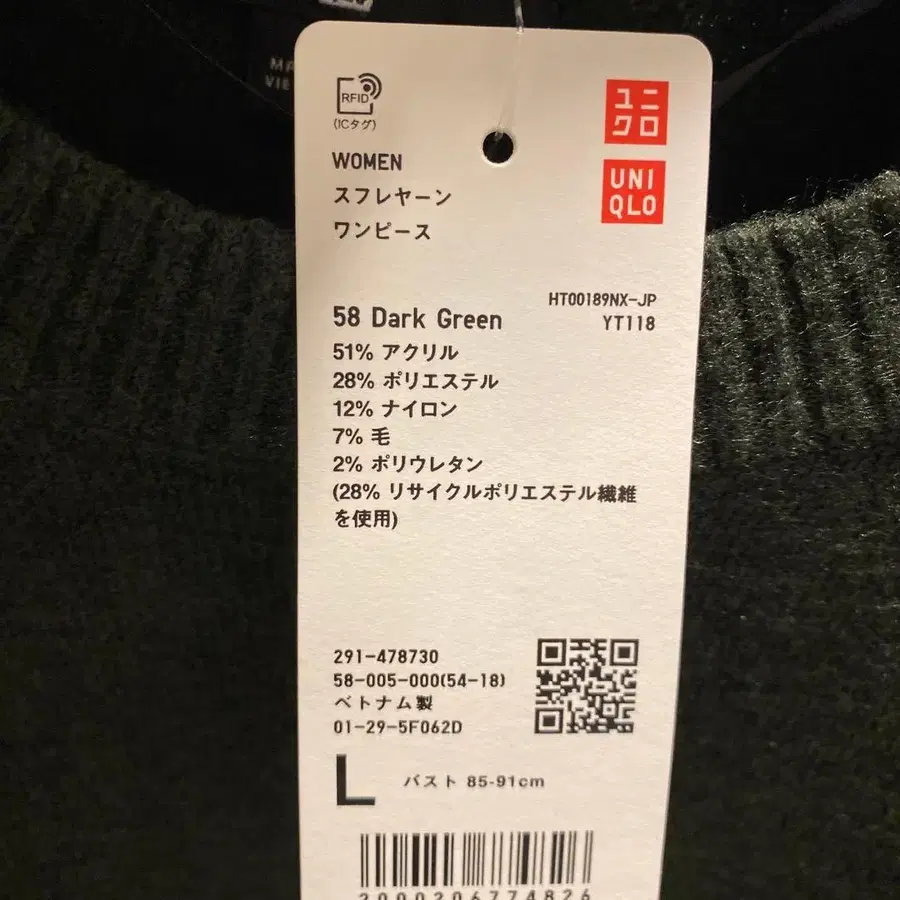 RFID
(ICタグ)
ユニ
クロ
UNI
QLO
WOMEN
スフレヤーン
ワンピース
HT00189NX-JP
YT118
58 Dark Green
51% アクリル
28% ポリエステル
12% ナイロン
7% 毛
2% ポリウレタン
(28% リサイクルポリエステル繊維
を使用)
291-478730
58-005-000(54-18)
ベトナム製
01-29-5F062D
L バスト 85-91cm
2000206774826